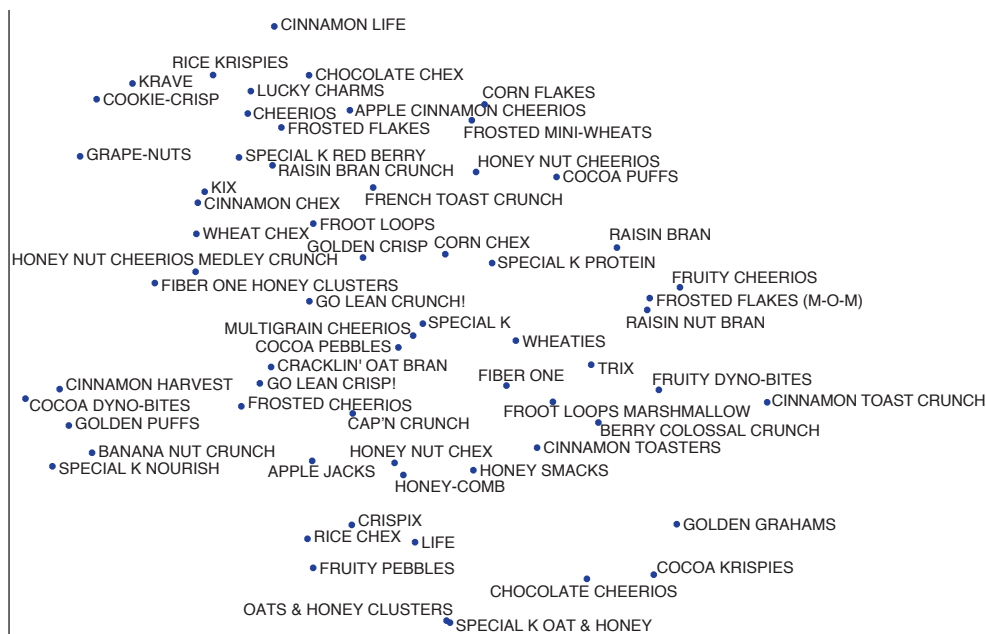 CINNAMON LIFE
RICE KRISPIES
CHOCOLATE CHEX
KRAVE
LUCKY CHARMS
CORN FLAKES
COOKIE-CRISP
APPLE CINNAMON CHEERIOS
CHEERIOS
FROSTED FLAKES
FROSTED MINI-WHEATS
GRAPE-NUTS
SPECIAL K RED BERRY
HONEY NUT CHEERIOS
RAISIN BRAN CRUNCH
COCOA PUFFS
KIX
FRENCH TOAST CRUNCH
CINNAMON CHEX
FROOT LOOPS
WHEAT CHEX
RAISIN BRAN
GOLDEN CRISP
CORN CHEX
HONEY NUT CHEERIOS MEDLEY CRUNCH
SPECIAL K PROTEIN
FRUITY CHEERIOS
FIBER ONE HONEY CLUSTERS
GO LEAN CRUNCH!
FROSTED FLAKES (M-O-M)
RAISIN NUT BRAN
SPECIAL K
MULTIGRAIN CHEERIOS
WHEATIES
COCOA PEBBLES
CRACKLIN' OAT BRAN
TRIX
FIBER ONE
FRUITY DYNO-BITES
CINNAMON HARVEST
GO LEAN CRISP!
CINNAMON TOAST CRUNCH
COCOA DYNO-BITES
FROSTED CHEERIOS
FROOT LOOPS MARSHMALLOW
GOLDEN PUFFS
CAP'N CRUNCH
BERRY COLOSSAL CRUNCH
CINNAMON TOASTERS
BANANA NUT CRUNCH
HONEY NUT CHEX
SPECIAL K NOURISH
APPLE JACKS
HONEY SMACKS
HONEY-COMB
CRISPIX
GOLDEN GRAHAMS
RICE CHEX
LIFE
FRUITY PEBBLES
COCOA KRISPIES
CHOCOLATE CHEERIOS
OATS & HONEY CLUSTERS
SPECIAL K OAT & HONEY